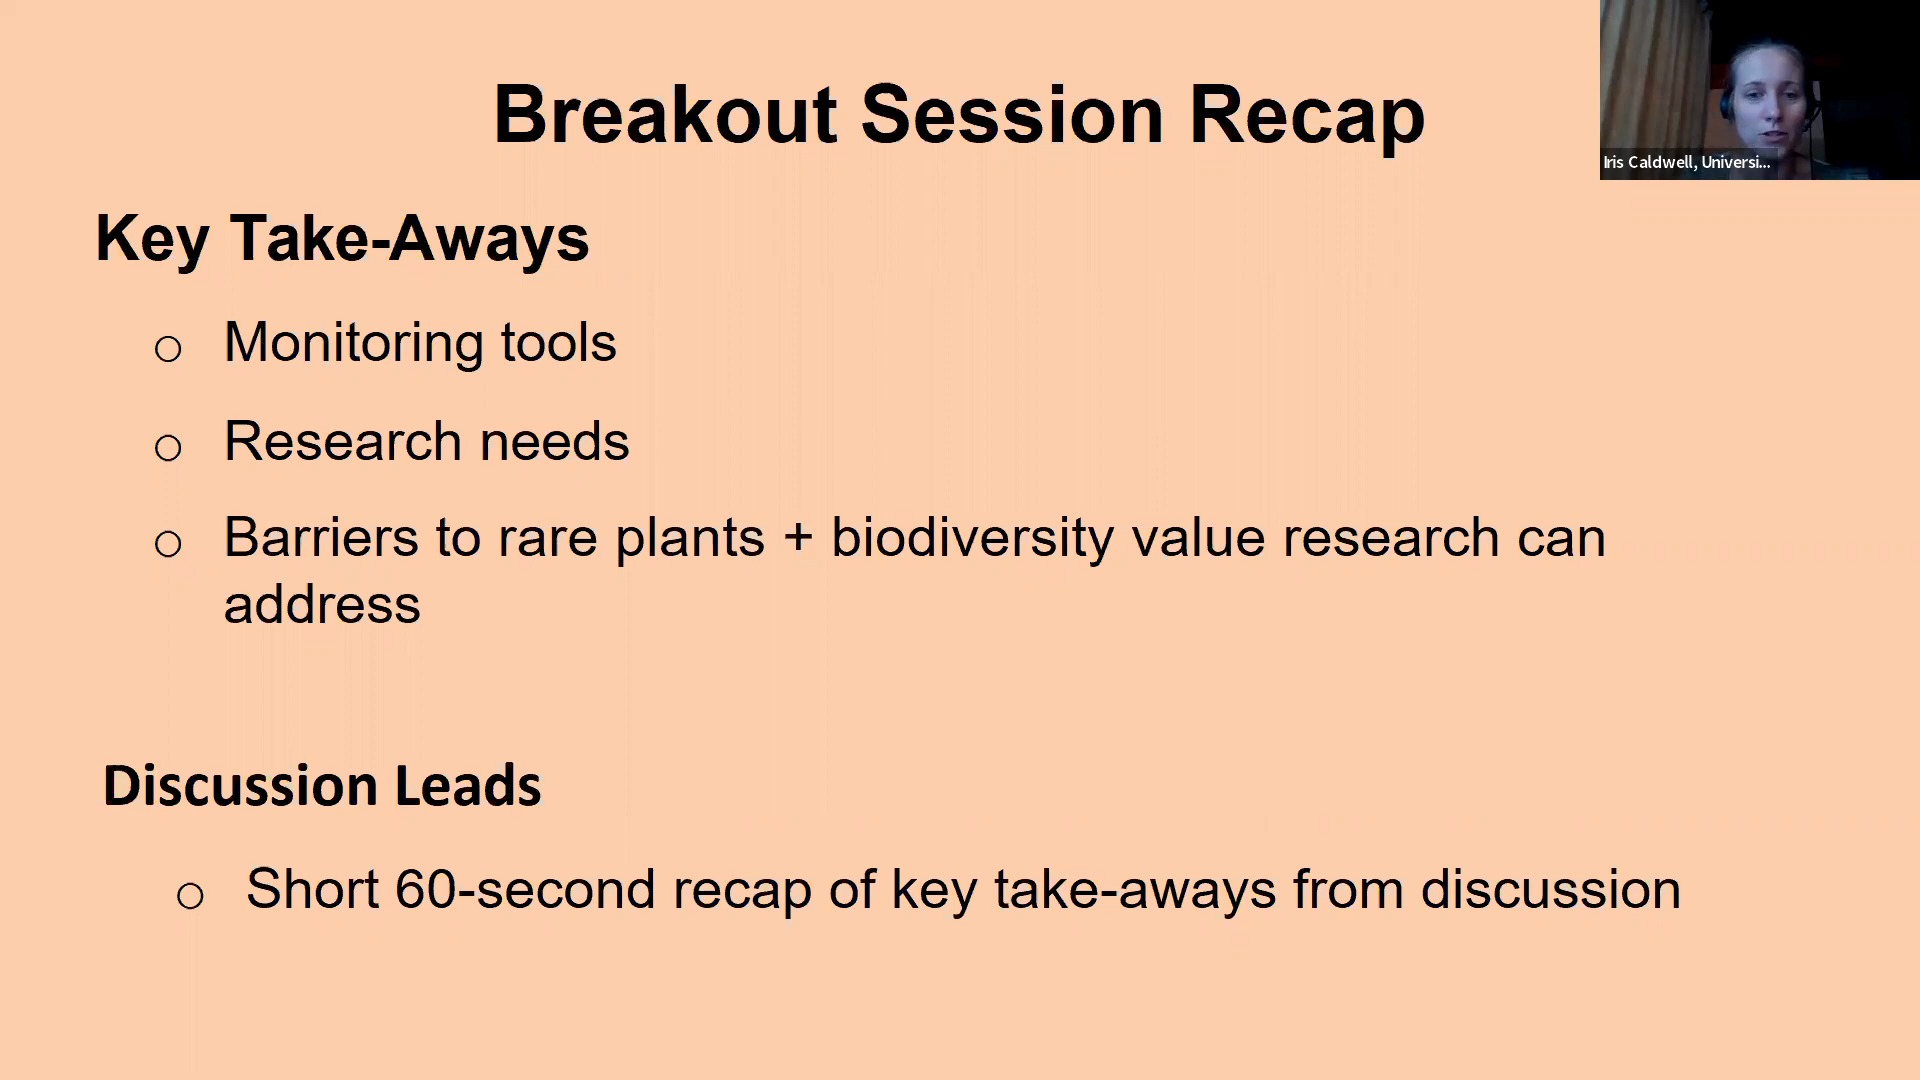 Breakout Session Recap
Iris Caldwell, Universi...
Key Take-Aways
o Monitoring tools
o Research needs
o Barriers to rare plants + biodiversity value research can
address
Discussion Leads
o Short 60-second recap of key take-aways from discussion